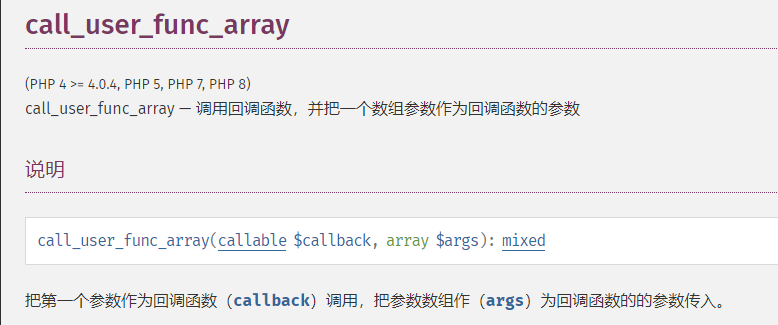 call_user_func_array
(PHP 4 >= 4.0.4, PHP 5, PHP 7, PHP 8)
call_user_func_array — 调用回调函数，并把一个数组参数作为回调函数的参数
说明
call_user_func_array(callable $callback, array $args): mixed
把第一个参数作为回调函数（callback）调用，把参数数组作（args）为回调函数的的参数传入。